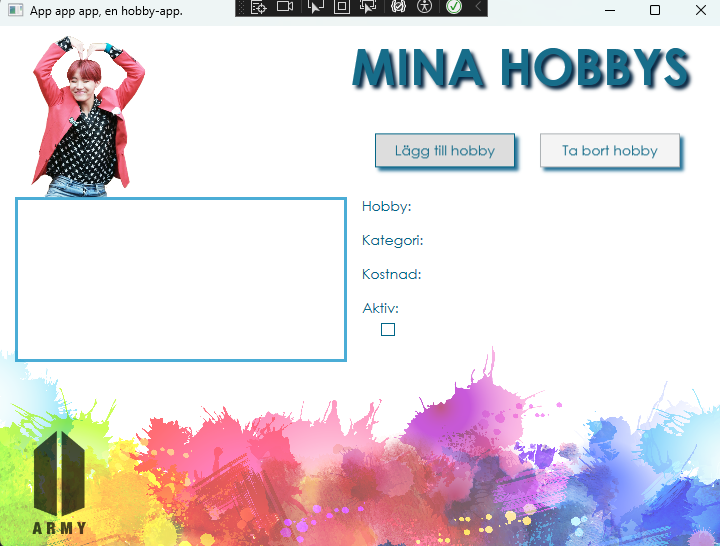 App app app, en hobby-app.
MINA HOBBYS
Lägg till hobby
Ta bort hobby
Hobby:
Kategori:
Kostnad:
Aktiv:
ARMY